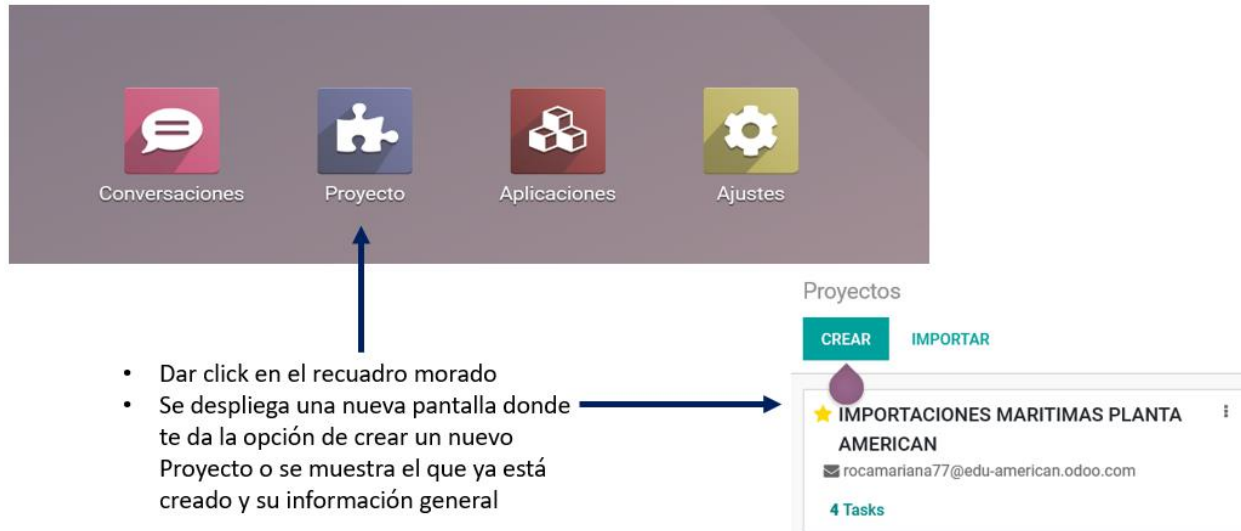 Conversaciones
Proyecto
Aplicaciones
Ajustes
Proyectos
CREAR IMPORTAR
• Dar click en el recuadro morado
• Se despliega una nueva pantalla donde
te da la opción de crear un nuevo
Proyecto o se muestra el que ya está
creado y su información general
IMPORTACIONES MARITIMAS PLANTA
AMERICAN
rocamariana77@edu-american.odoo.com
4 Tasks